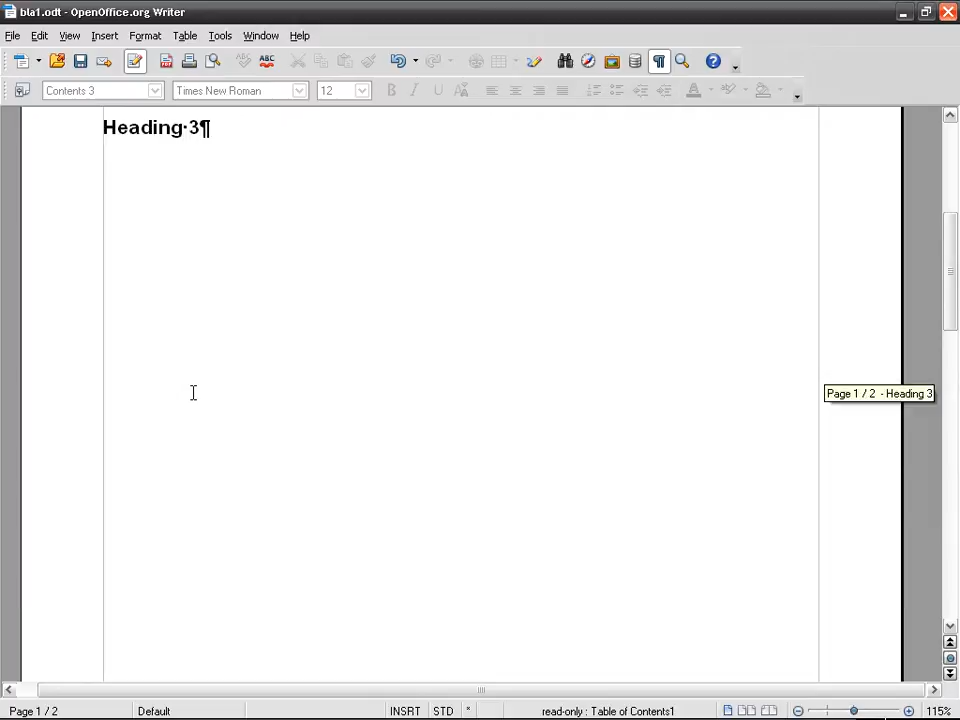 bla1.odt - OpenOffice.org Writer
File Edit View Insert Format Table Tools Window Help
Contents 3 Times New Roman 12
Heading·3¶
Page 1 / 2 - Heading 3
Page 1 / 2 Default INSRT STD * read-only : Table of Contents1 115%